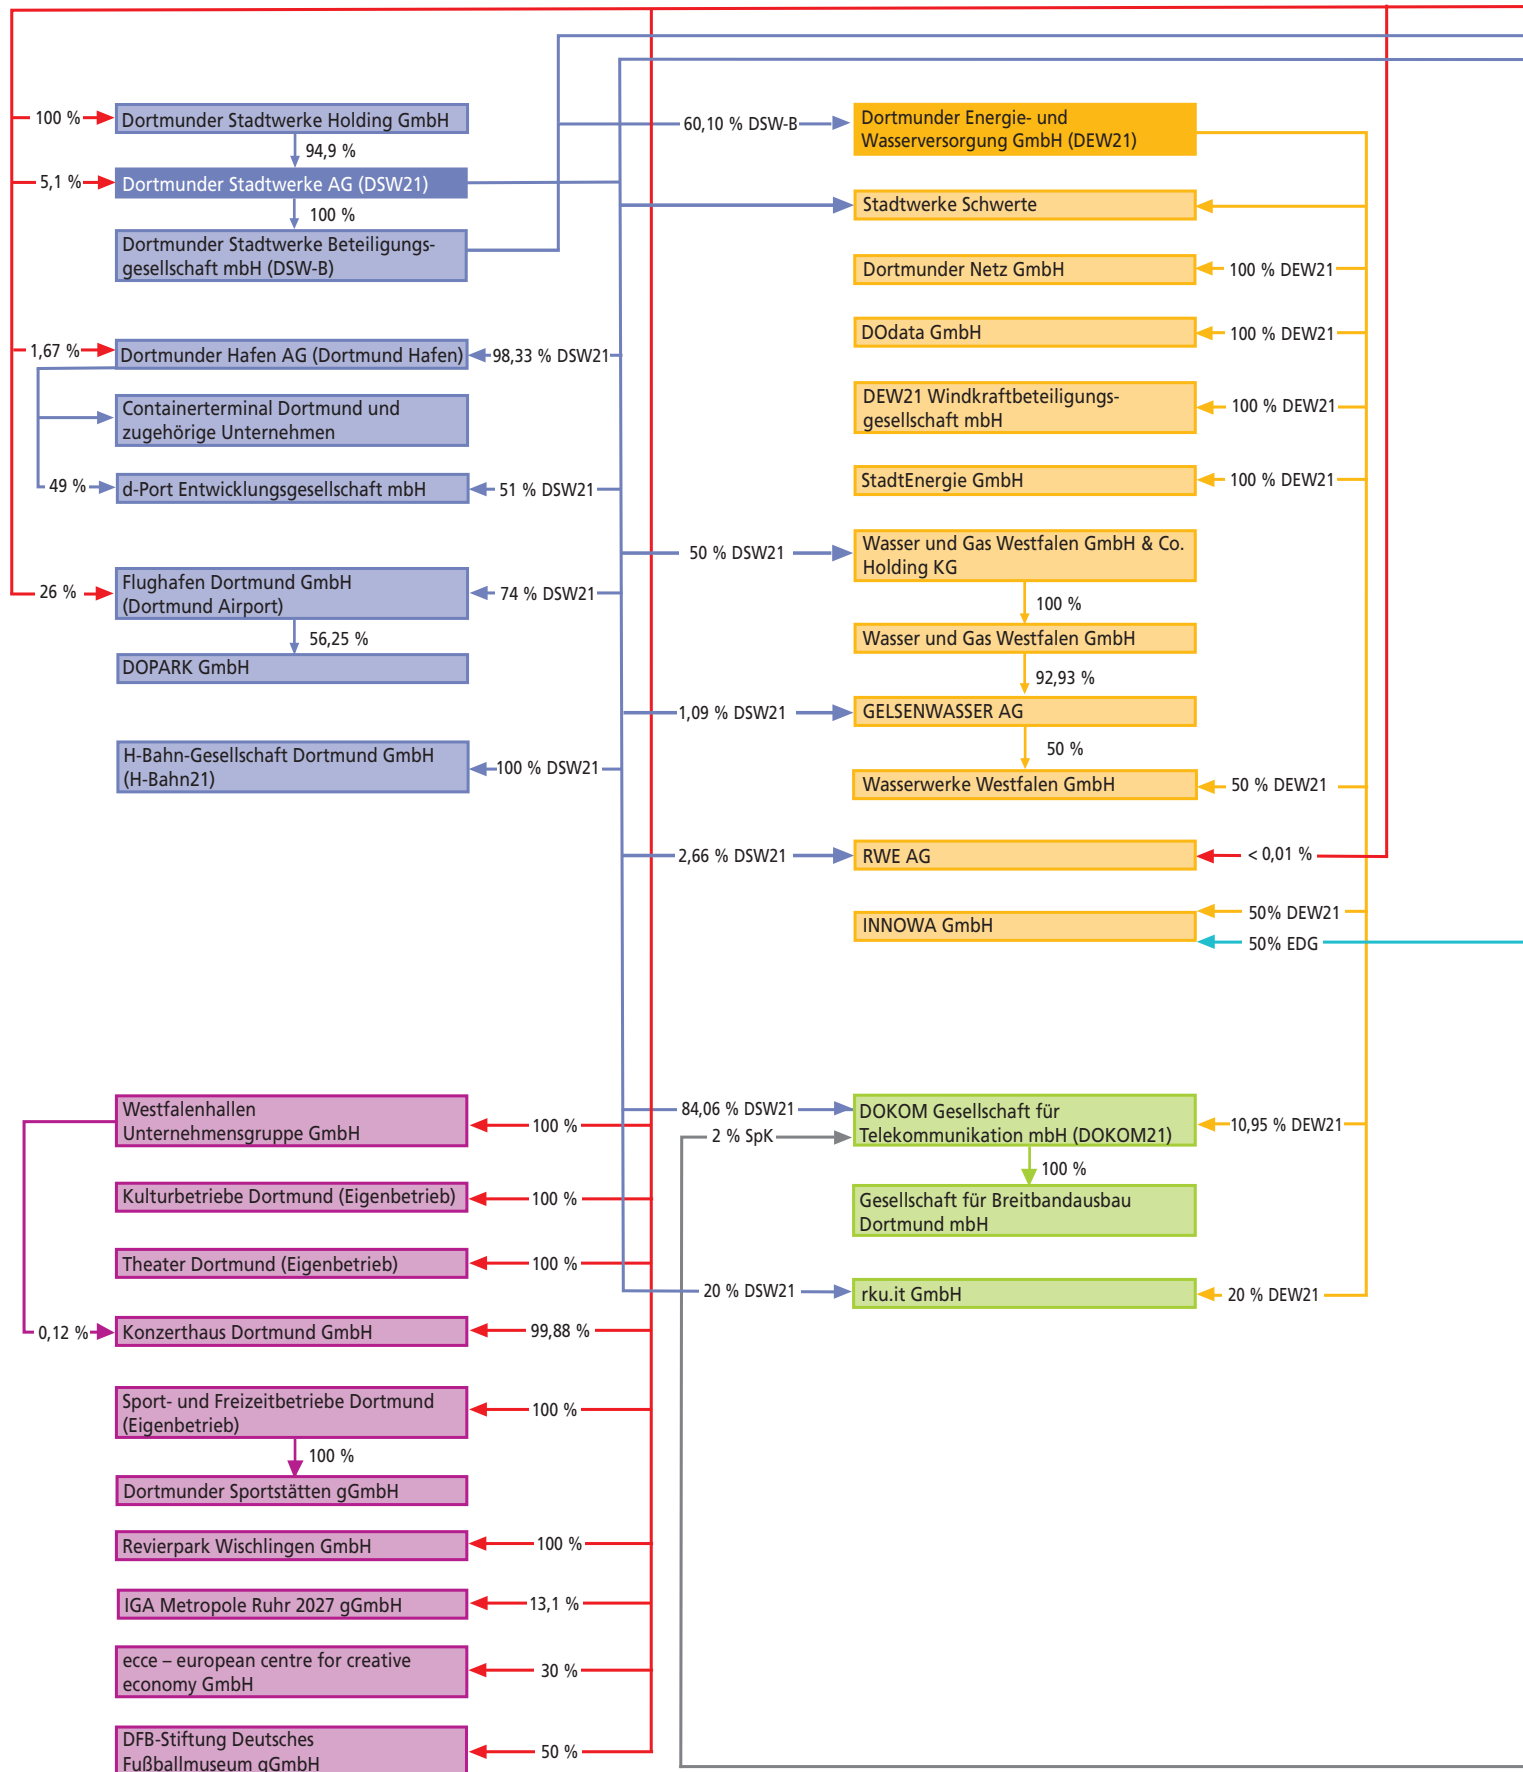 100 %
Dortmunder Stadtwerke Holding GmbH
94,9 %
5,1 %
Dortmunder Stadtwerke AG (DSW21)
100 %
Dortmunder Stadtwerke Beteiligungs-
gesellschaft mbH (DSW-B)
1,67 %
Dortmunder Hafen AG (Dortmund Hafen)
98,33 % DSW21
Containerterminal Dortmund und
zugehörige Unternehmen
49 %
d-Port Entwicklungsgesellschaft mbH
51 % DSW21
26 %
Flughafen Dortmund GmbH
(Dortmund Airport)
74 % DSW21
56,25 %
DOPARK GmbH
H-Bahn-Gesellschaft Dortmund GmbH
(H-Bahn21)
100 % DSW21
60,10 % DSW-B
Dortmunder Energie- und
Wasserversorgung GmbH (DEW21)
Stadtwerke Schwerte
Dortmunder Netz GmbH
100 % DEW21
DOdata GmbH
100 % DEW21
DEW21 Windkraftbeteiligungs-
gesellschaft mbH
100 % DEW21
StadtEnergie GmbH
100 % DEW21
50 % DSW21
Wasser und Gas Westfalen GmbH & Co.
Holding KG
100 %
Wasser und Gas Westfalen GmbH
92,93 %
1,09 % DSW21
GELSENWASSER AG
50 %
Wasserwerke Westfalen GmbH
50 % DEW21
2,66 % DSW21
RWE AG
< 0,01 %
INNOWA GmbH
50% DEW21
50% EDG
Westfalenhallen
Unternehmensgruppe GmbH
100 %
Kulturbetriebe Dortmund (Eigenbetrieb)
100 %
Theater Dortmund (Eigenbetrieb)
100 %
0,12 %
Konzerthaus Dortmund GmbH
99,88 %
Sport- und Freizeitbetriebe Dortmund
(Eigenbetrieb)
100 %
100 %
Dortmunder Sportstätten gGmbH
Revierpark Wischlingen GmbH
100 %
IGA Metropole Ruhr 2027 gGmbH
13,1 %
ecce – european centre for creative
economy GmbH
30 %
DFB-Stiftung Deutsches
Fußballmuseum gGmbH
50 %
84,06 % DSW21
2 % SpK
DOKOM Gesellschaft für
Telekommunikation mbH (DOKOM21)
10,95 % DEW21
100 %
Gesellschaft für Breitbandausbau
Dortmund mbH
20 % DSW21
rku.it GmbH
20 % DEW21